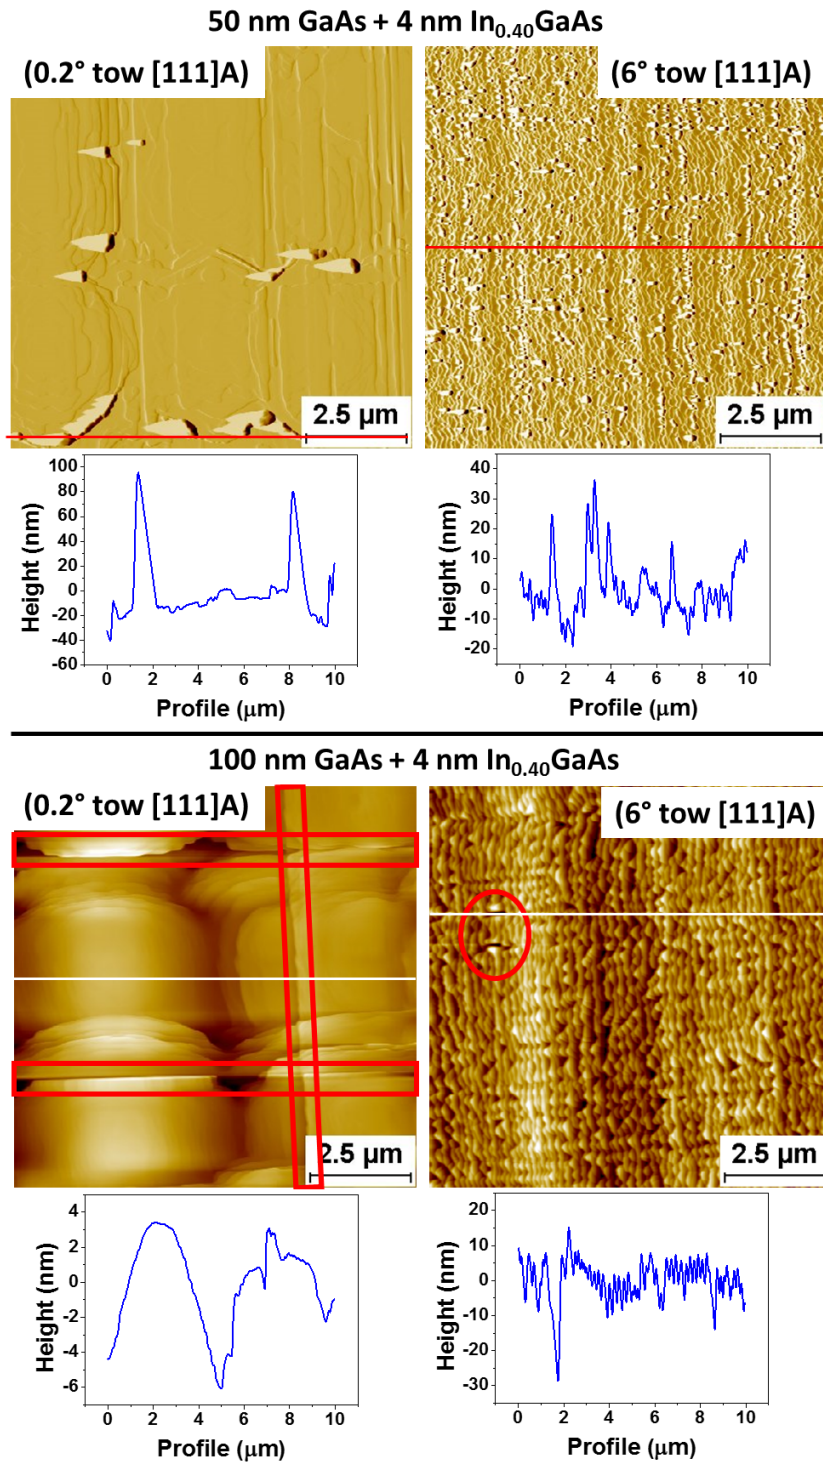 50 nm GaAs + 4 nm In0.40GaAs
(0.2° tow [111]A)
(6° tow [111]A)
2.5 µm
2.5 µm
100
80
60
40
20
0
-20
-40
-60
0 2 4 6 8 10
Height (nm)
Profile (µm)
40
30
20
10
0
-10
-20
0 2 4 6 8 10
Height (nm)
Profile (µm)
100 nm GaAs + 4 nm In0.40GaAs
(0.2° tow [111]A)
(6° tow [111]A)
2.5 µm
2.5 µm
4
2
0
-2
-4
-6
0 2 4 6 8 10
Height (nm)
Profile (µm)
20
10
0
-10
-20
-30
0 2 4 6 8 10
Height (nm)
Profile (µm)